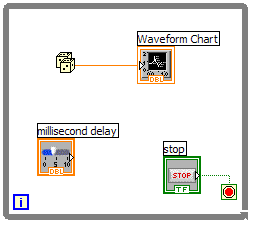 Waveform Chart
DBL
millisecond delay
0 5 10
DBL
stop
STOP
TF
i